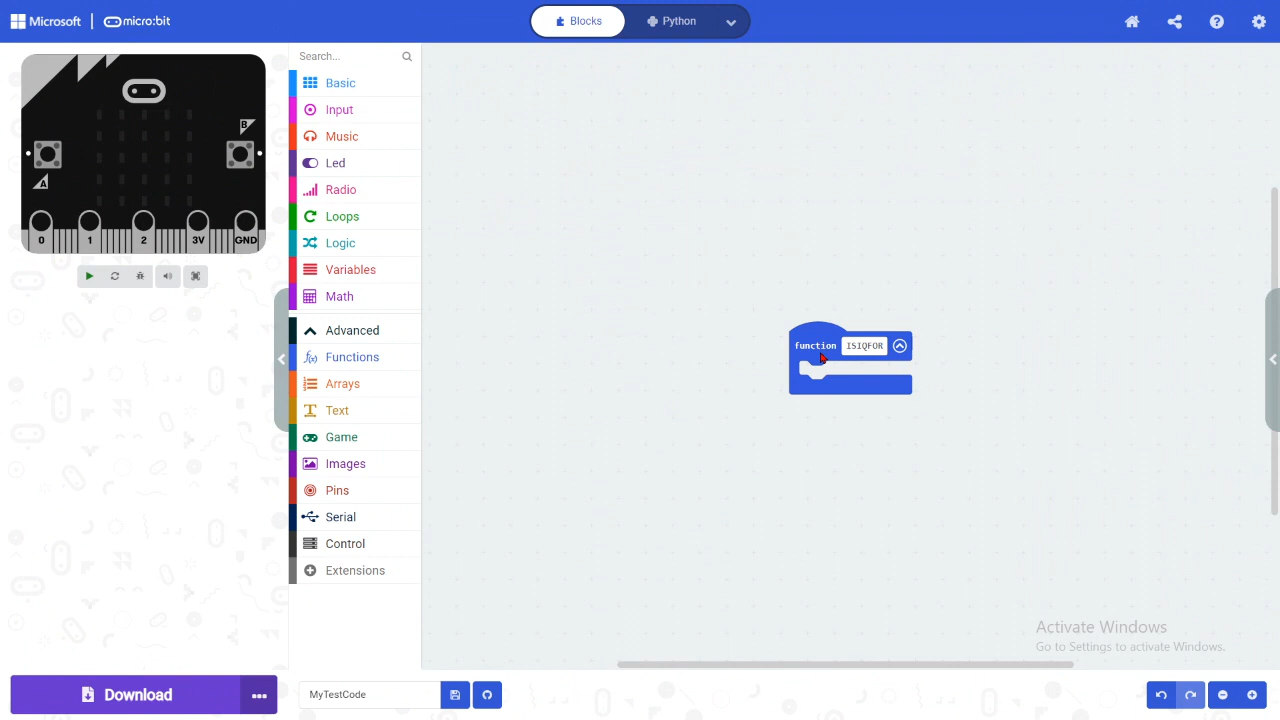 Microsoft | micro:bit
Blocks
Python
Search...
Basic
Input
Music
Led
Radio
Loops
Logic
Variables
Math
Advanced
Functions
Arrays
Text
Game
Images
Pins
Serial
Control
Extensions
B
A
0 1 2 3V GND
function ISIQFOR
Activate Windows
Go to Settings to activate Windows.
Download
MyTestCode